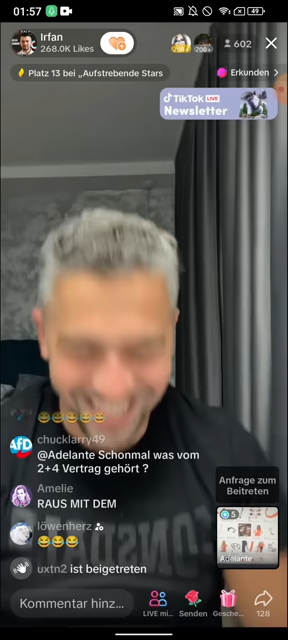 01:57
49
Irfan
268.0K Likes
602
Platz 13 bei „Aufstrebende Stars
Erkunden >
TikTok LIVE
Newsletter
AfD
chucklarry49
@Adelante Schonmal was vom
2+4 Vertrag gehört ?
Amelie
RAUS MIT DEM
löwenherz
😂😂😂
uxtn2 ist beigetreten
Anfrage zum
Beitreten
5
Adelante
Kommentar hinz...
LIVE mi...
Senden
Gesche...
128